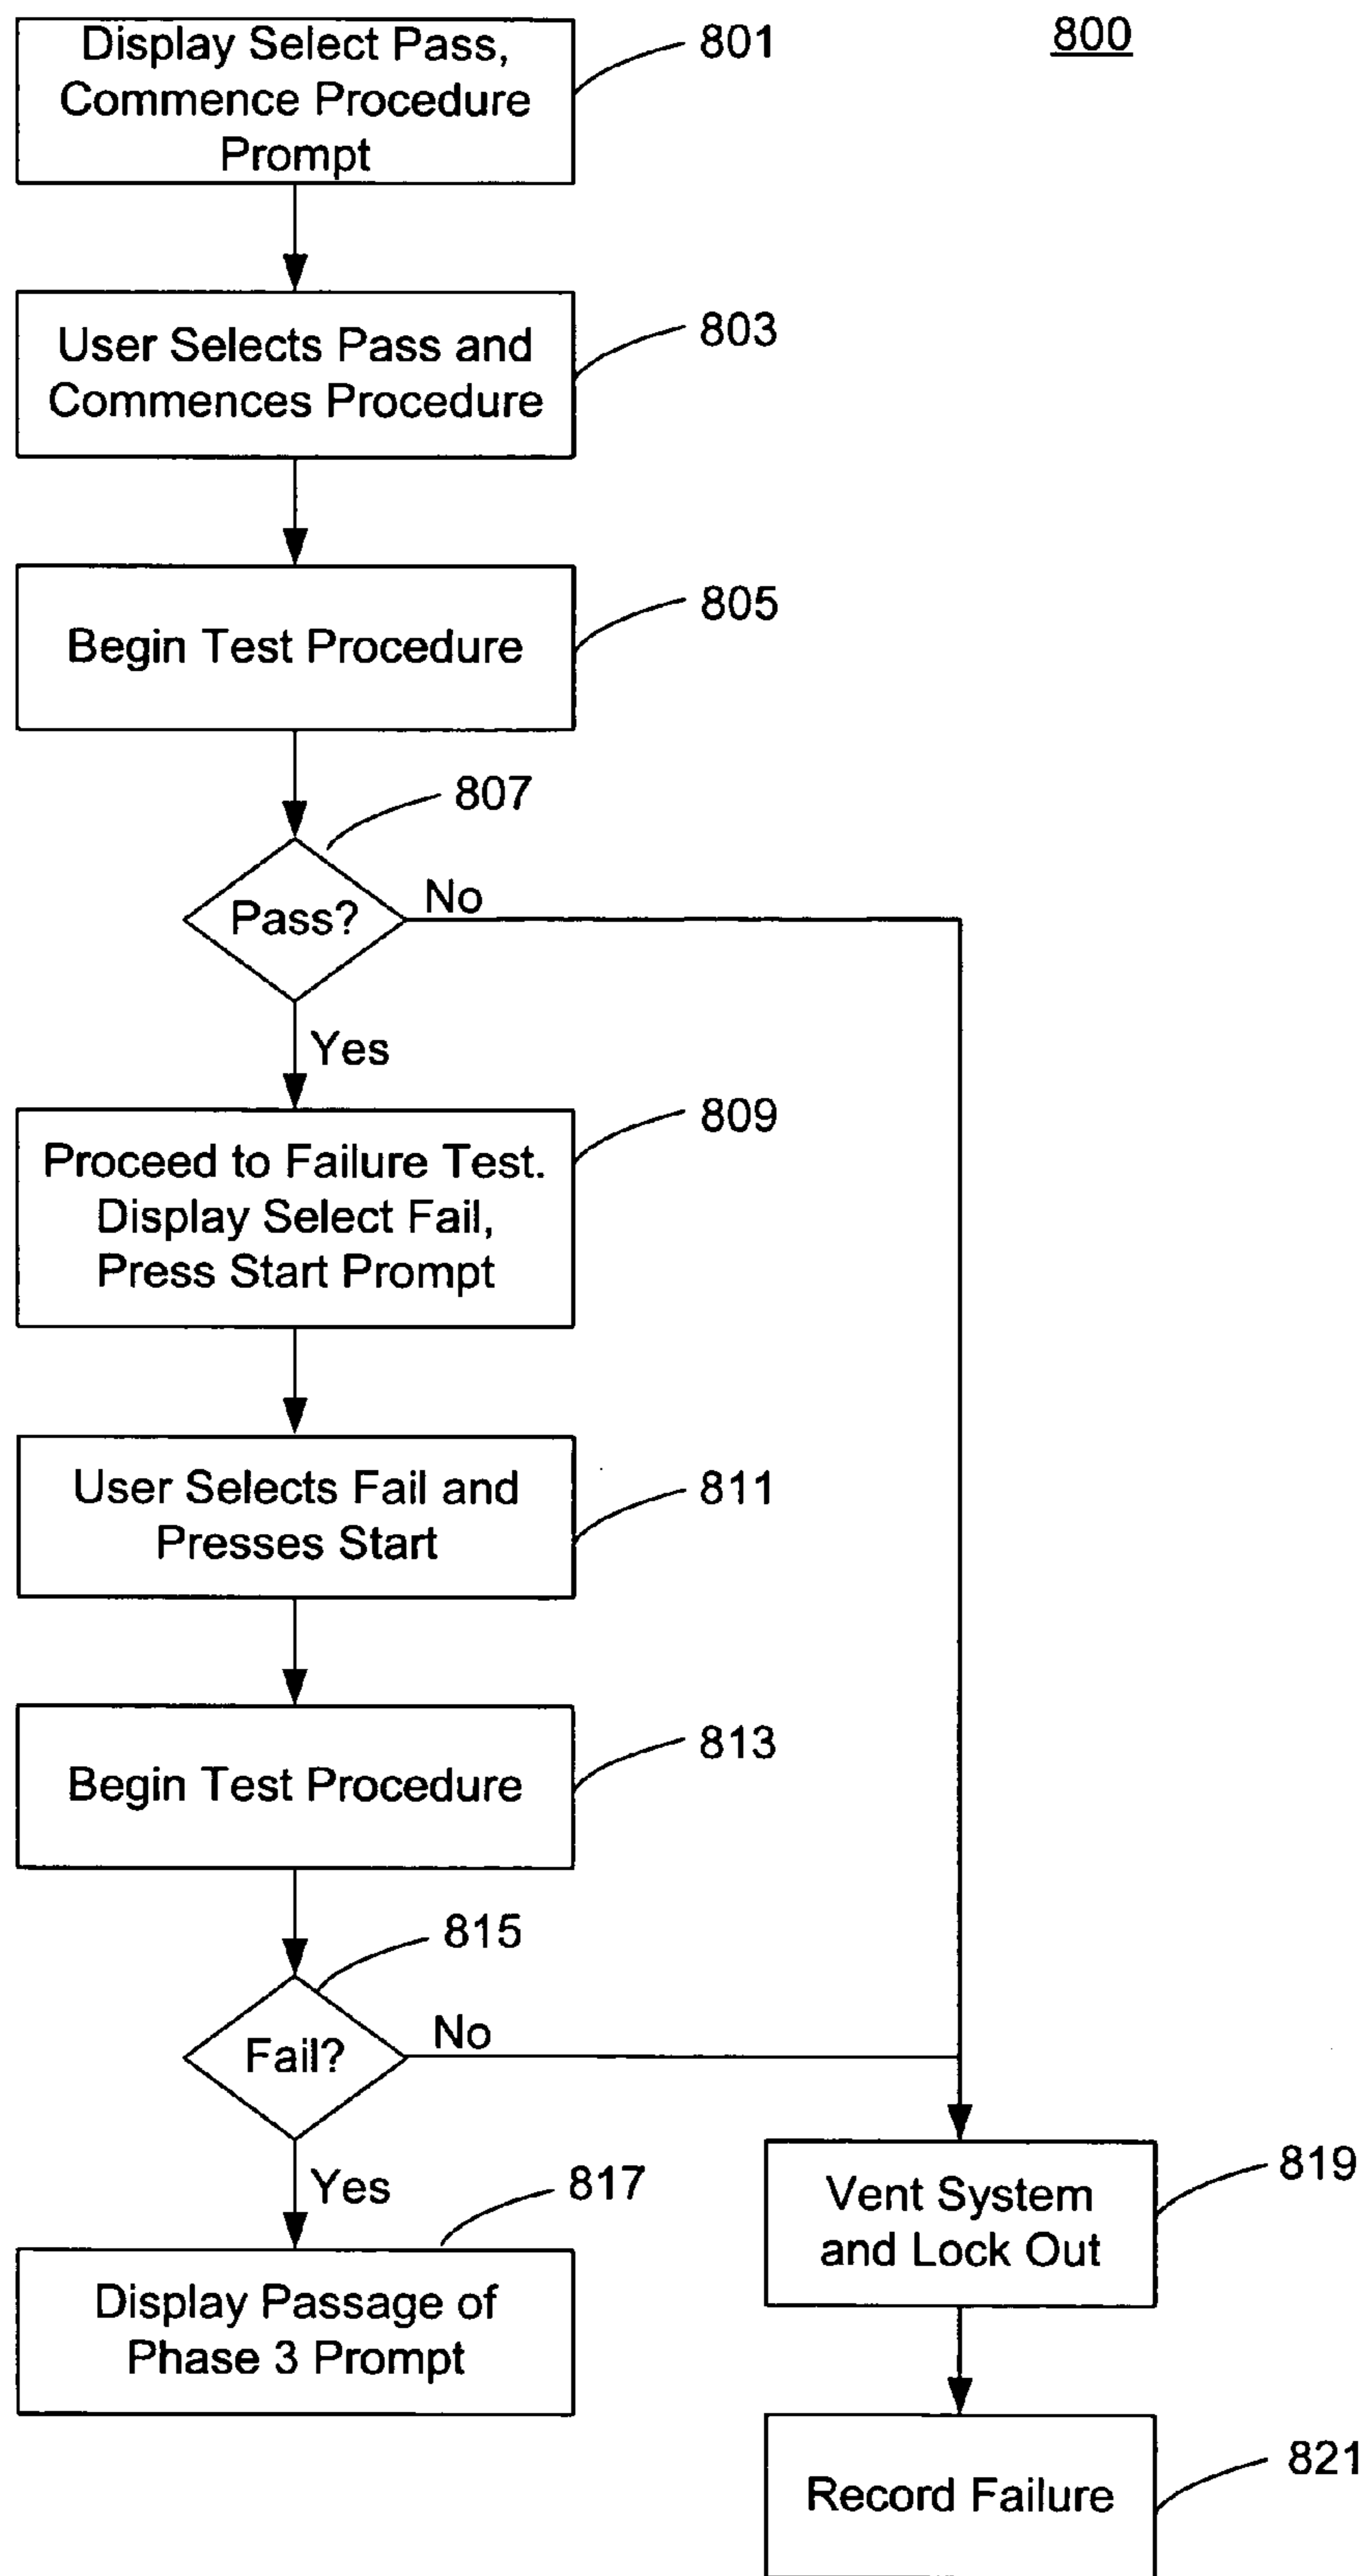 800
Display Select Pass,
Commence Procedure
Prompt
801
User Selects Pass and
Commences Procedure
803
Begin Test Procedure
805
807
Pass?
No
Yes
Proceed to Failure Test.
Display Select Fail,
Press Start Prompt
809
User Selects Fail and
Presses Start
811
Begin Test Procedure
813
815
Fail?
No
Yes
817
Display Passage of
Phase 3 Prompt
Vent System
and Lock Out
819
Record Failure
821